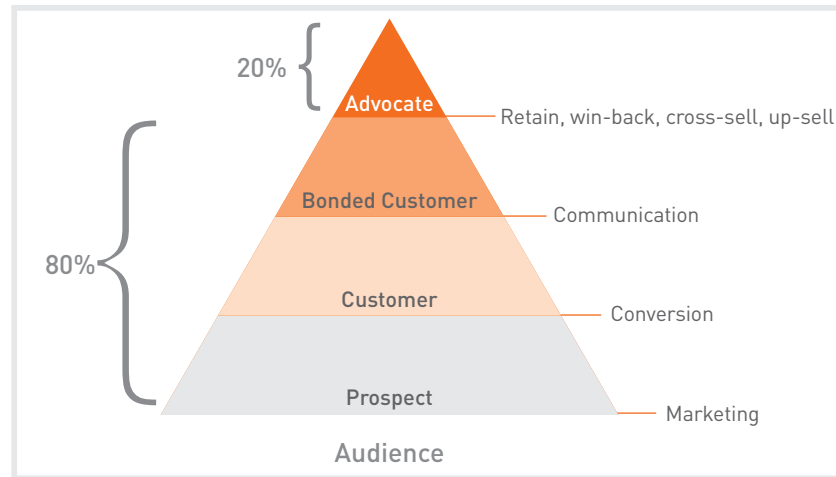 20%
Advocate
Retain, win-back, cross-sell, up-sell
Bonded Customer
Communication
80%
Customer
Conversion
Prospect
Marketing
Audience